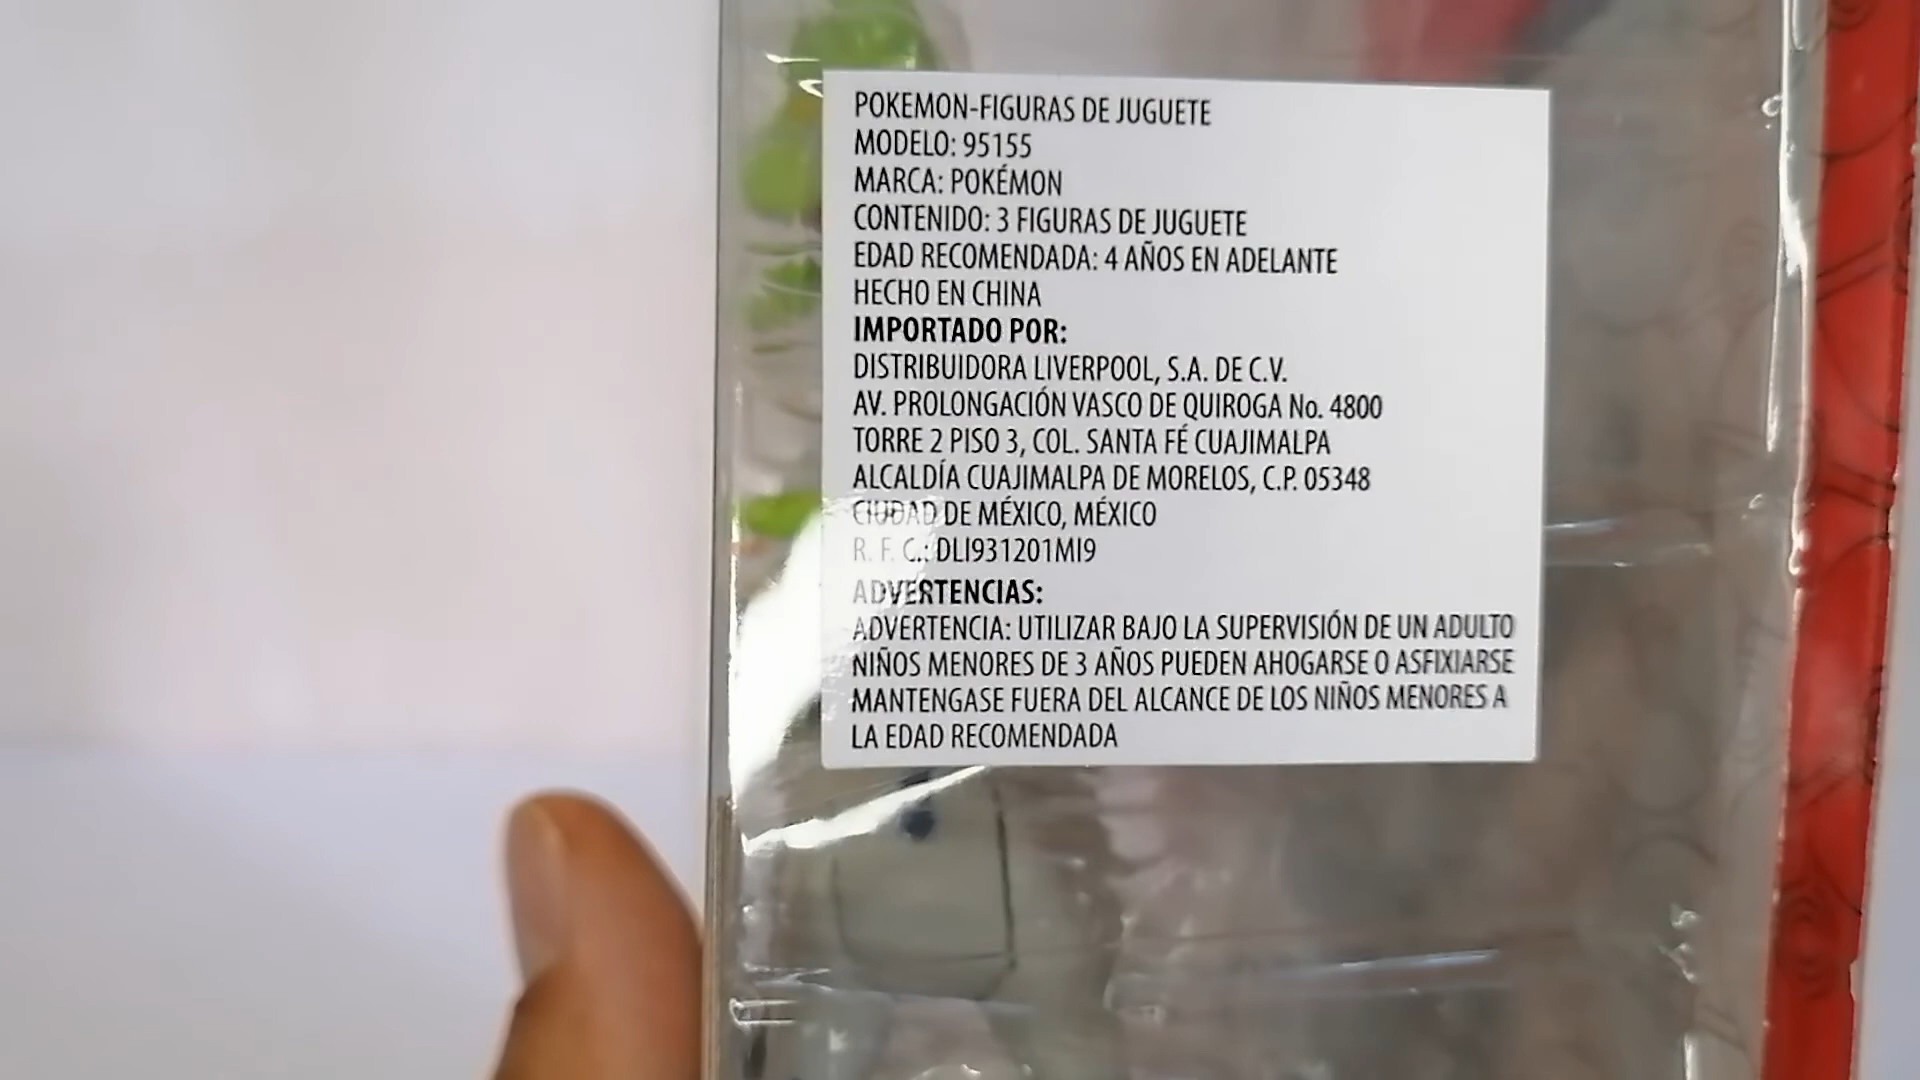 POKEMON-FIGURAS DE JUGUETE
MODELO: 95155
MARCA: POKÉMON
CONTENIDO: 3 FIGURAS DE JUGUETE
EDAD RECOMENDADA: 4 AÑOS EN ADELANTE
HECHO EN CHINA
IMPORTADO POR:
DISTRIBUIDORA LIVERPOOL, S.A. DE C.V.
AV. PROLONGACIÓN VASCO DE QUIROGA No. 4800
TORRE 2 PISO 3, COL. SANTA FÉ CUAJIMALPA
ALCALDÍA CUAJIMALPA DE MORELOS, C.P. 05348
CIUDAD DE MÉXICO, MÉXICO
R. F. C.: DLI931201MI9
ADVERTENCIAS:
ADVERTENCIA: UTILIZAR BAJO LA SUPERVISIÓN DE UN ADULTO
NIÑOS MENORES DE 3 AÑOS PUEDEN AHOGARSE O ASFIXIARSE
MANTENGASE FUERA DEL ALCANCE DE LOS NIÑOS MENORES A
LA EDAD RECOMENDADA